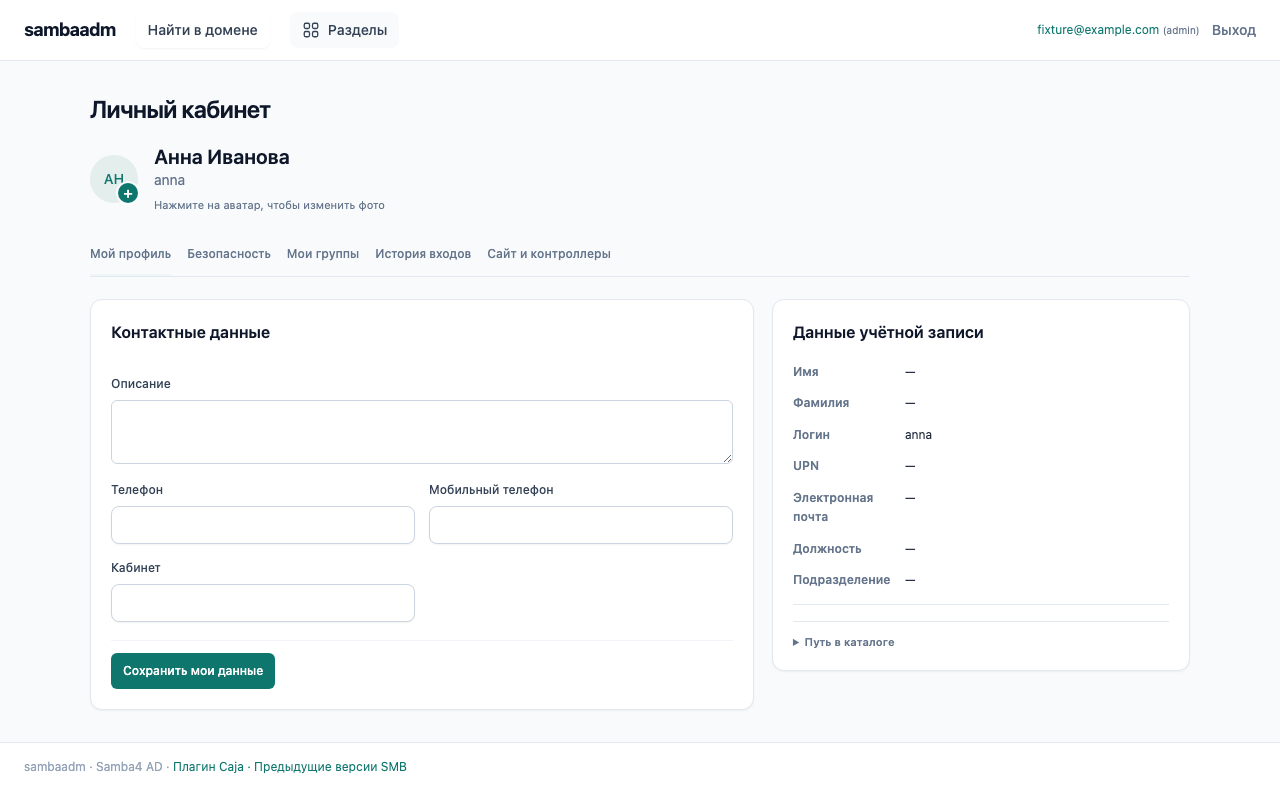 sambaadm
Найти в домене
Разделы
fixture@example.com (admin)
Выход
Личный кабинет
АН
+
Анна Иванова
anna
Нажмите на аватар, чтобы изменить фото
Мой профиль
Безопасность
Мои группы
История входов
Сайт и контроллеры
Контактные данные
Описание
Телефон
Мобильный телефон
Кабинет
Сохранить мои данные
Данные учётной записи
Имя —
Фамилия —
Логин anna
UPN —
Электронная —
почта
Должность —
Подразделение —
Путь в каталоге
sambaadm · Samba4 AD · Плагин Caja · Предыдущие версии SMB